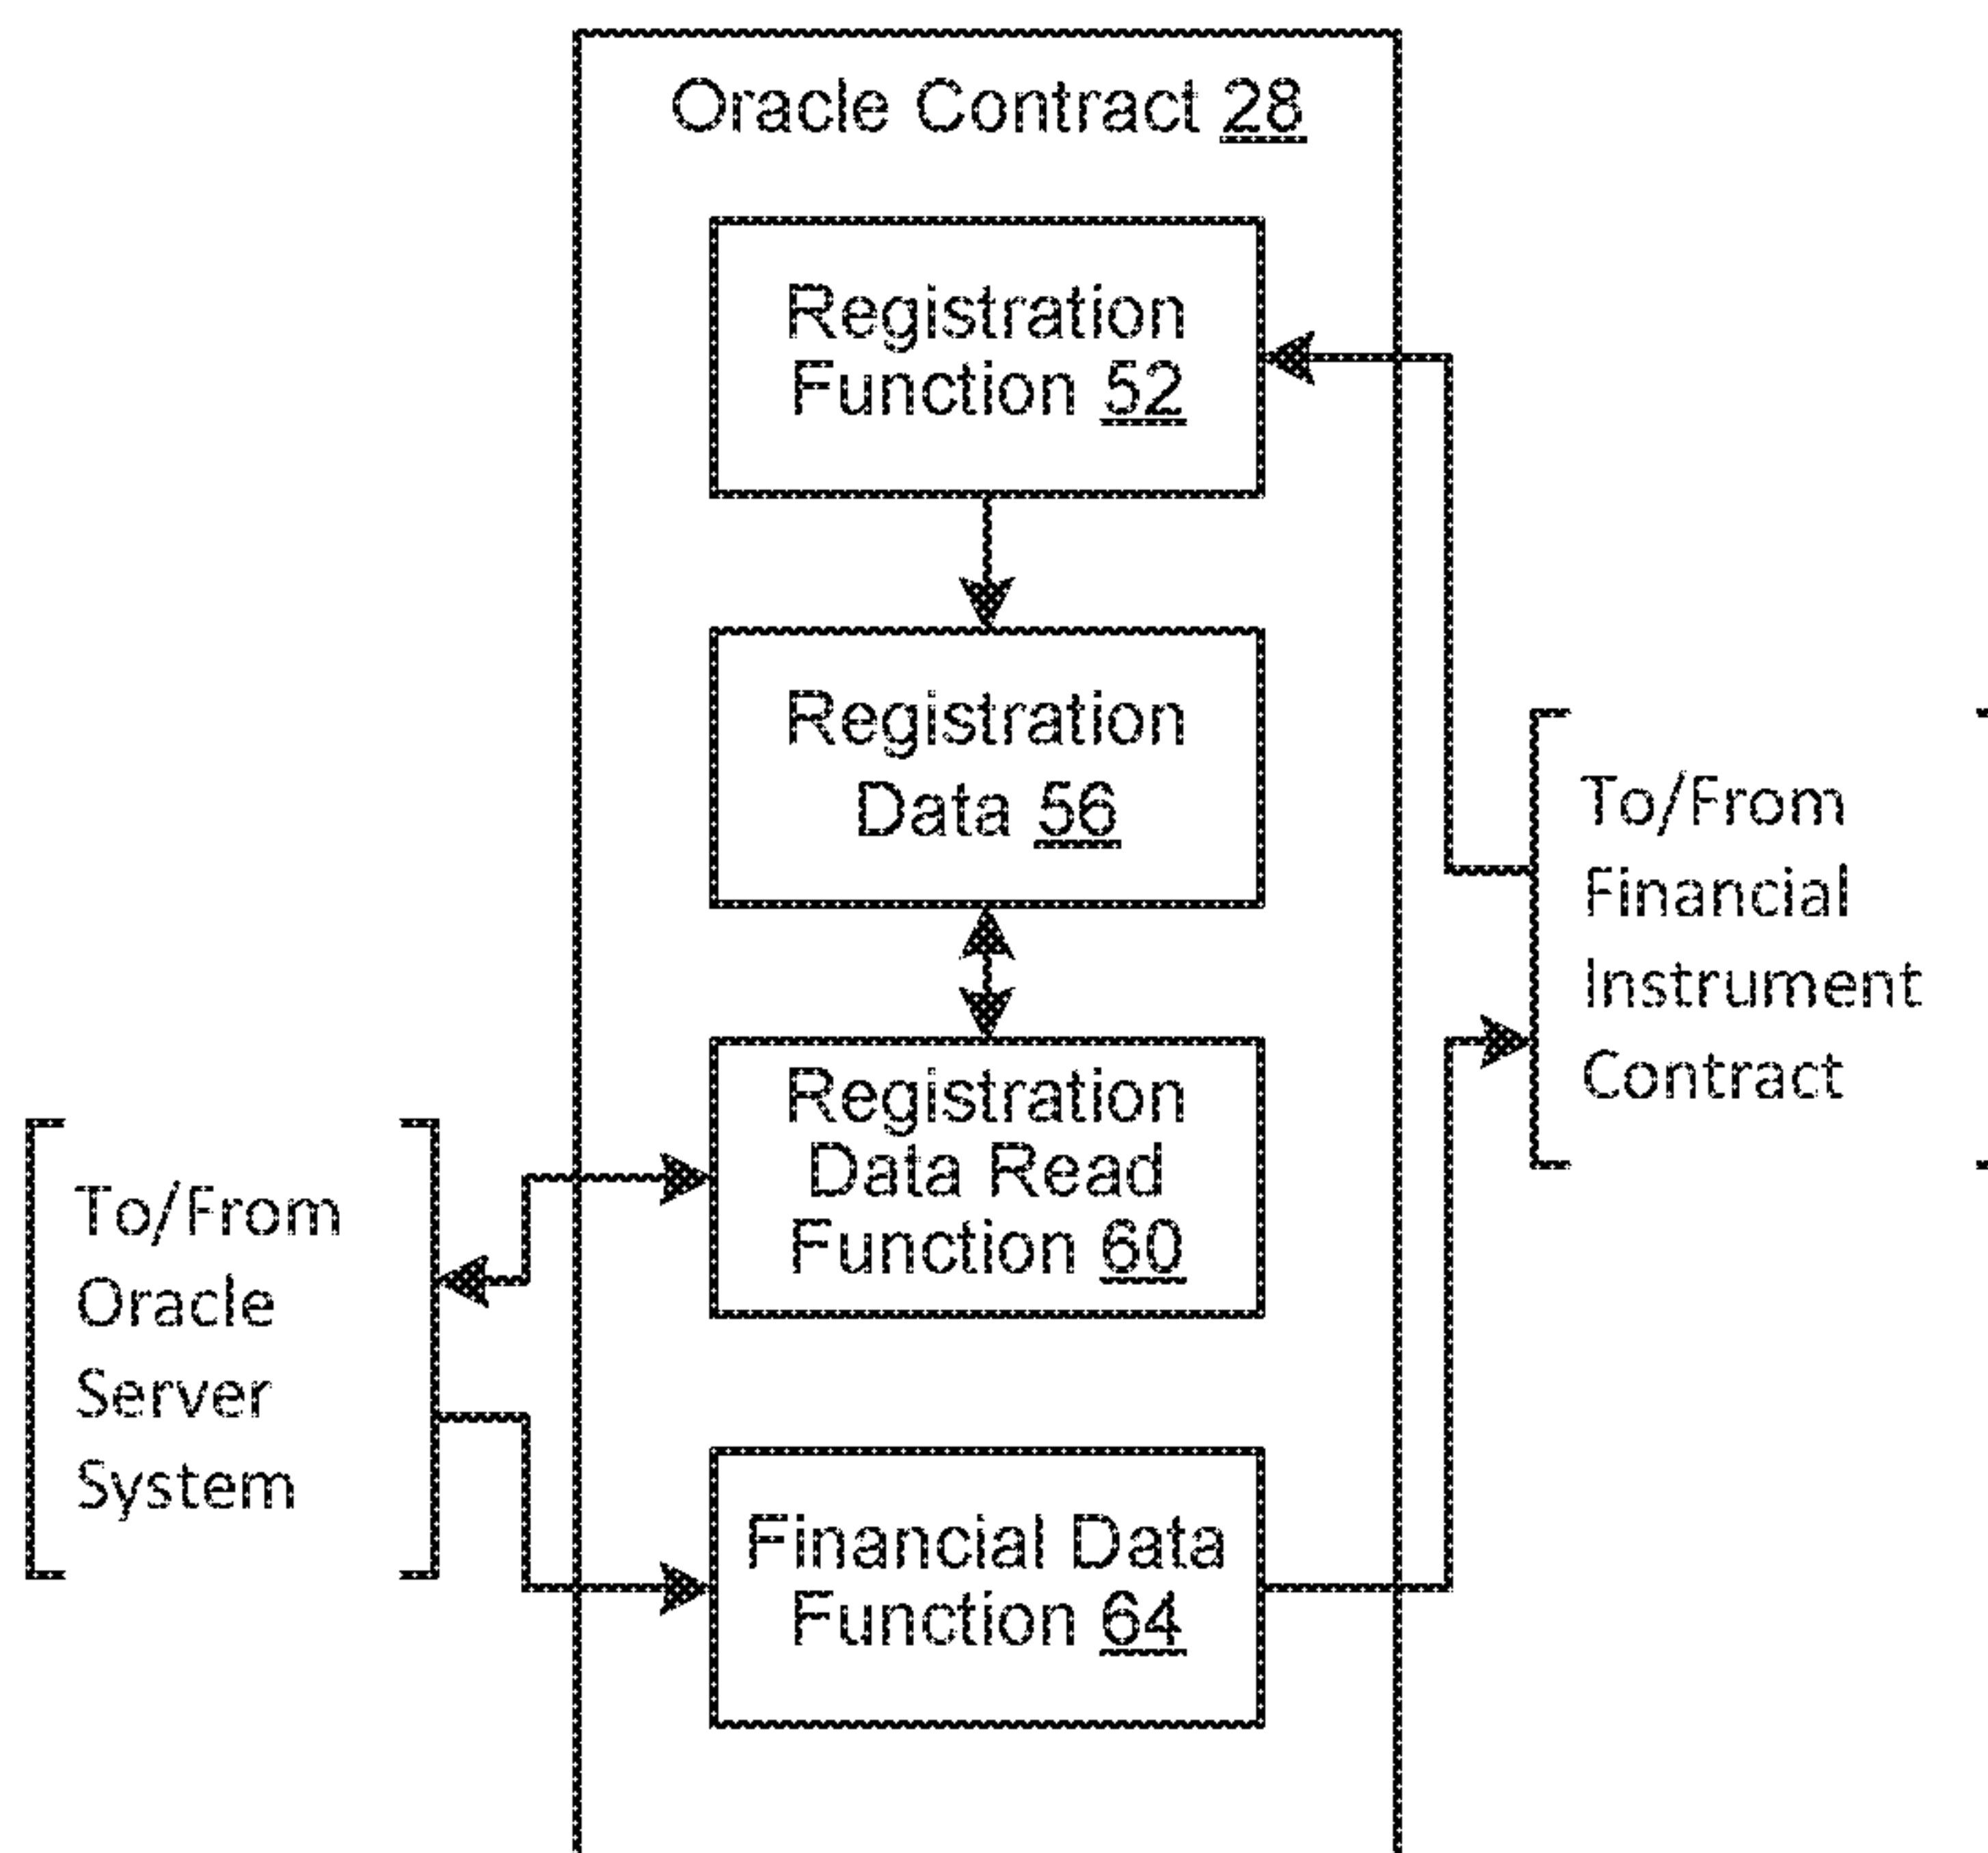 Oracle Contract 28
Registration
Function 52
Registration
Data 56
Registration
Data Read
Function 60
Financial Data
Function 64
To/From
Oracle
Server
System
To/From
Financial
Instrument
Contract